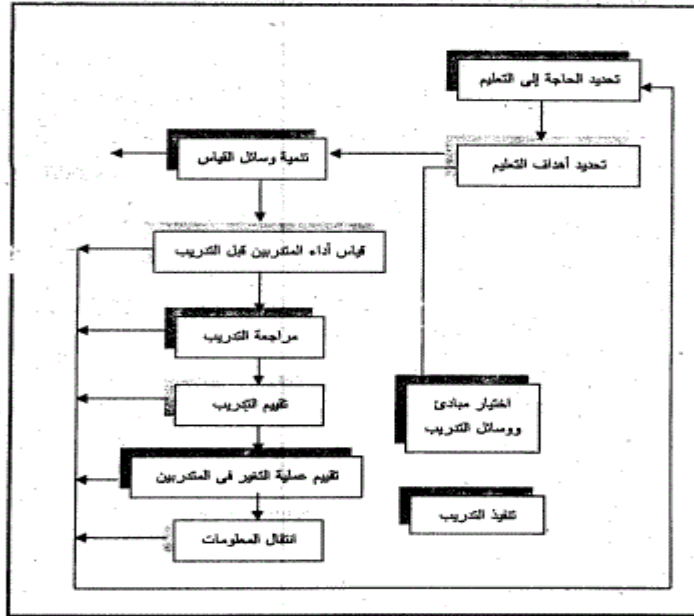 تحديد الحاجة إلى التعليم
تحديد أهداف التعليم
تنمية وسائل القياس
قياس أداء المتدربين قبل التدريب
مراجعة التدريب
تقييم التدريب
تقييم عملية التغير فى المتدربين
انتقال المعلومات
اختيار مبادئ
ووسائل التدريب
تنفيذ التدريب